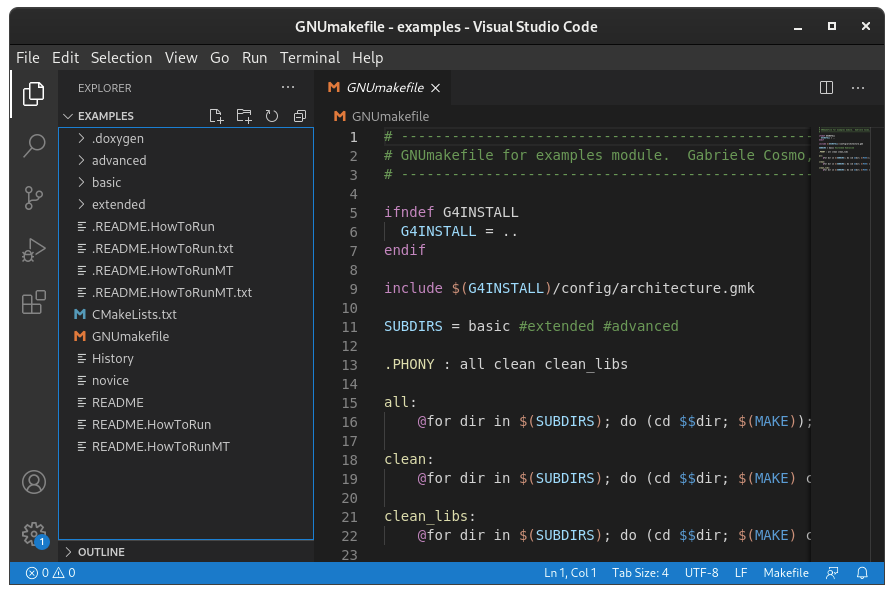 GNUmakefile - examples - Visual Studio Code
File Edit Selection View Go Run Terminal Help
EXPLORER
EXAMPLES
.doxygen
advanced
basic
extended
.README.HowToRun
.README.HowToRun.txt
.README.HowToRunMT
.README.HowToRunMT.txt
CMakeLists.txt
GNUmakefile
History
novice
README
README.HowToRun
README.HowToRunMT
OUTLINE
1
GNUmakefile
GNUmakefile
1 # --------------------------------------------------
2 # GNUmakefile for examples module.  Gabriele Cosmo,
3 # --------------------------------------------------
4
5 ifndef G4INSTALL
6   G4INSTALL = ..
7 endif
8
9 include $(G4INSTALL)/config/architecture.gmk
10
11 SUBDIRS = basic #extended #advanced
12
13 .PHONY : all clean clean_libs
14
15 all:
16     @for dir in $(SUBDIRS); do (cd $$dir; $(MAKE));
17
18 clean:
19     @for dir in $(SUBDIRS); do (cd $$dir; $(MAKE) c
20
21 clean_libs:
22     @for dir in $(SUBDIRS); do (cd $$dir; $(MAKE) c
23
0 0 Ln 1, Col 1 Tab Size: 4 UTF-8 LF Makefile